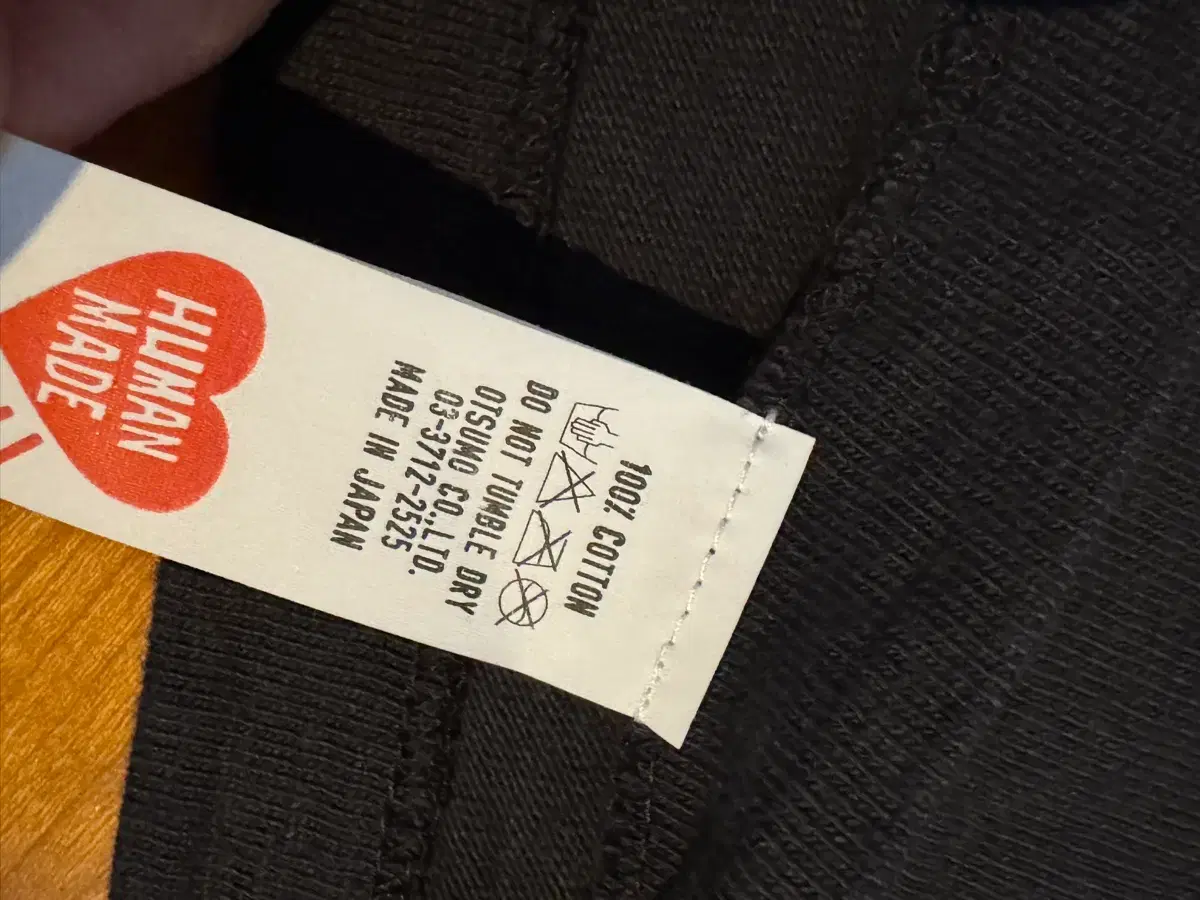 100% COTTON
DO NOT TUMBLE DRY
OTSUMO CO.,LTD.
03-3712-2525
MADE IN JAPAN
HUMAN
MADE